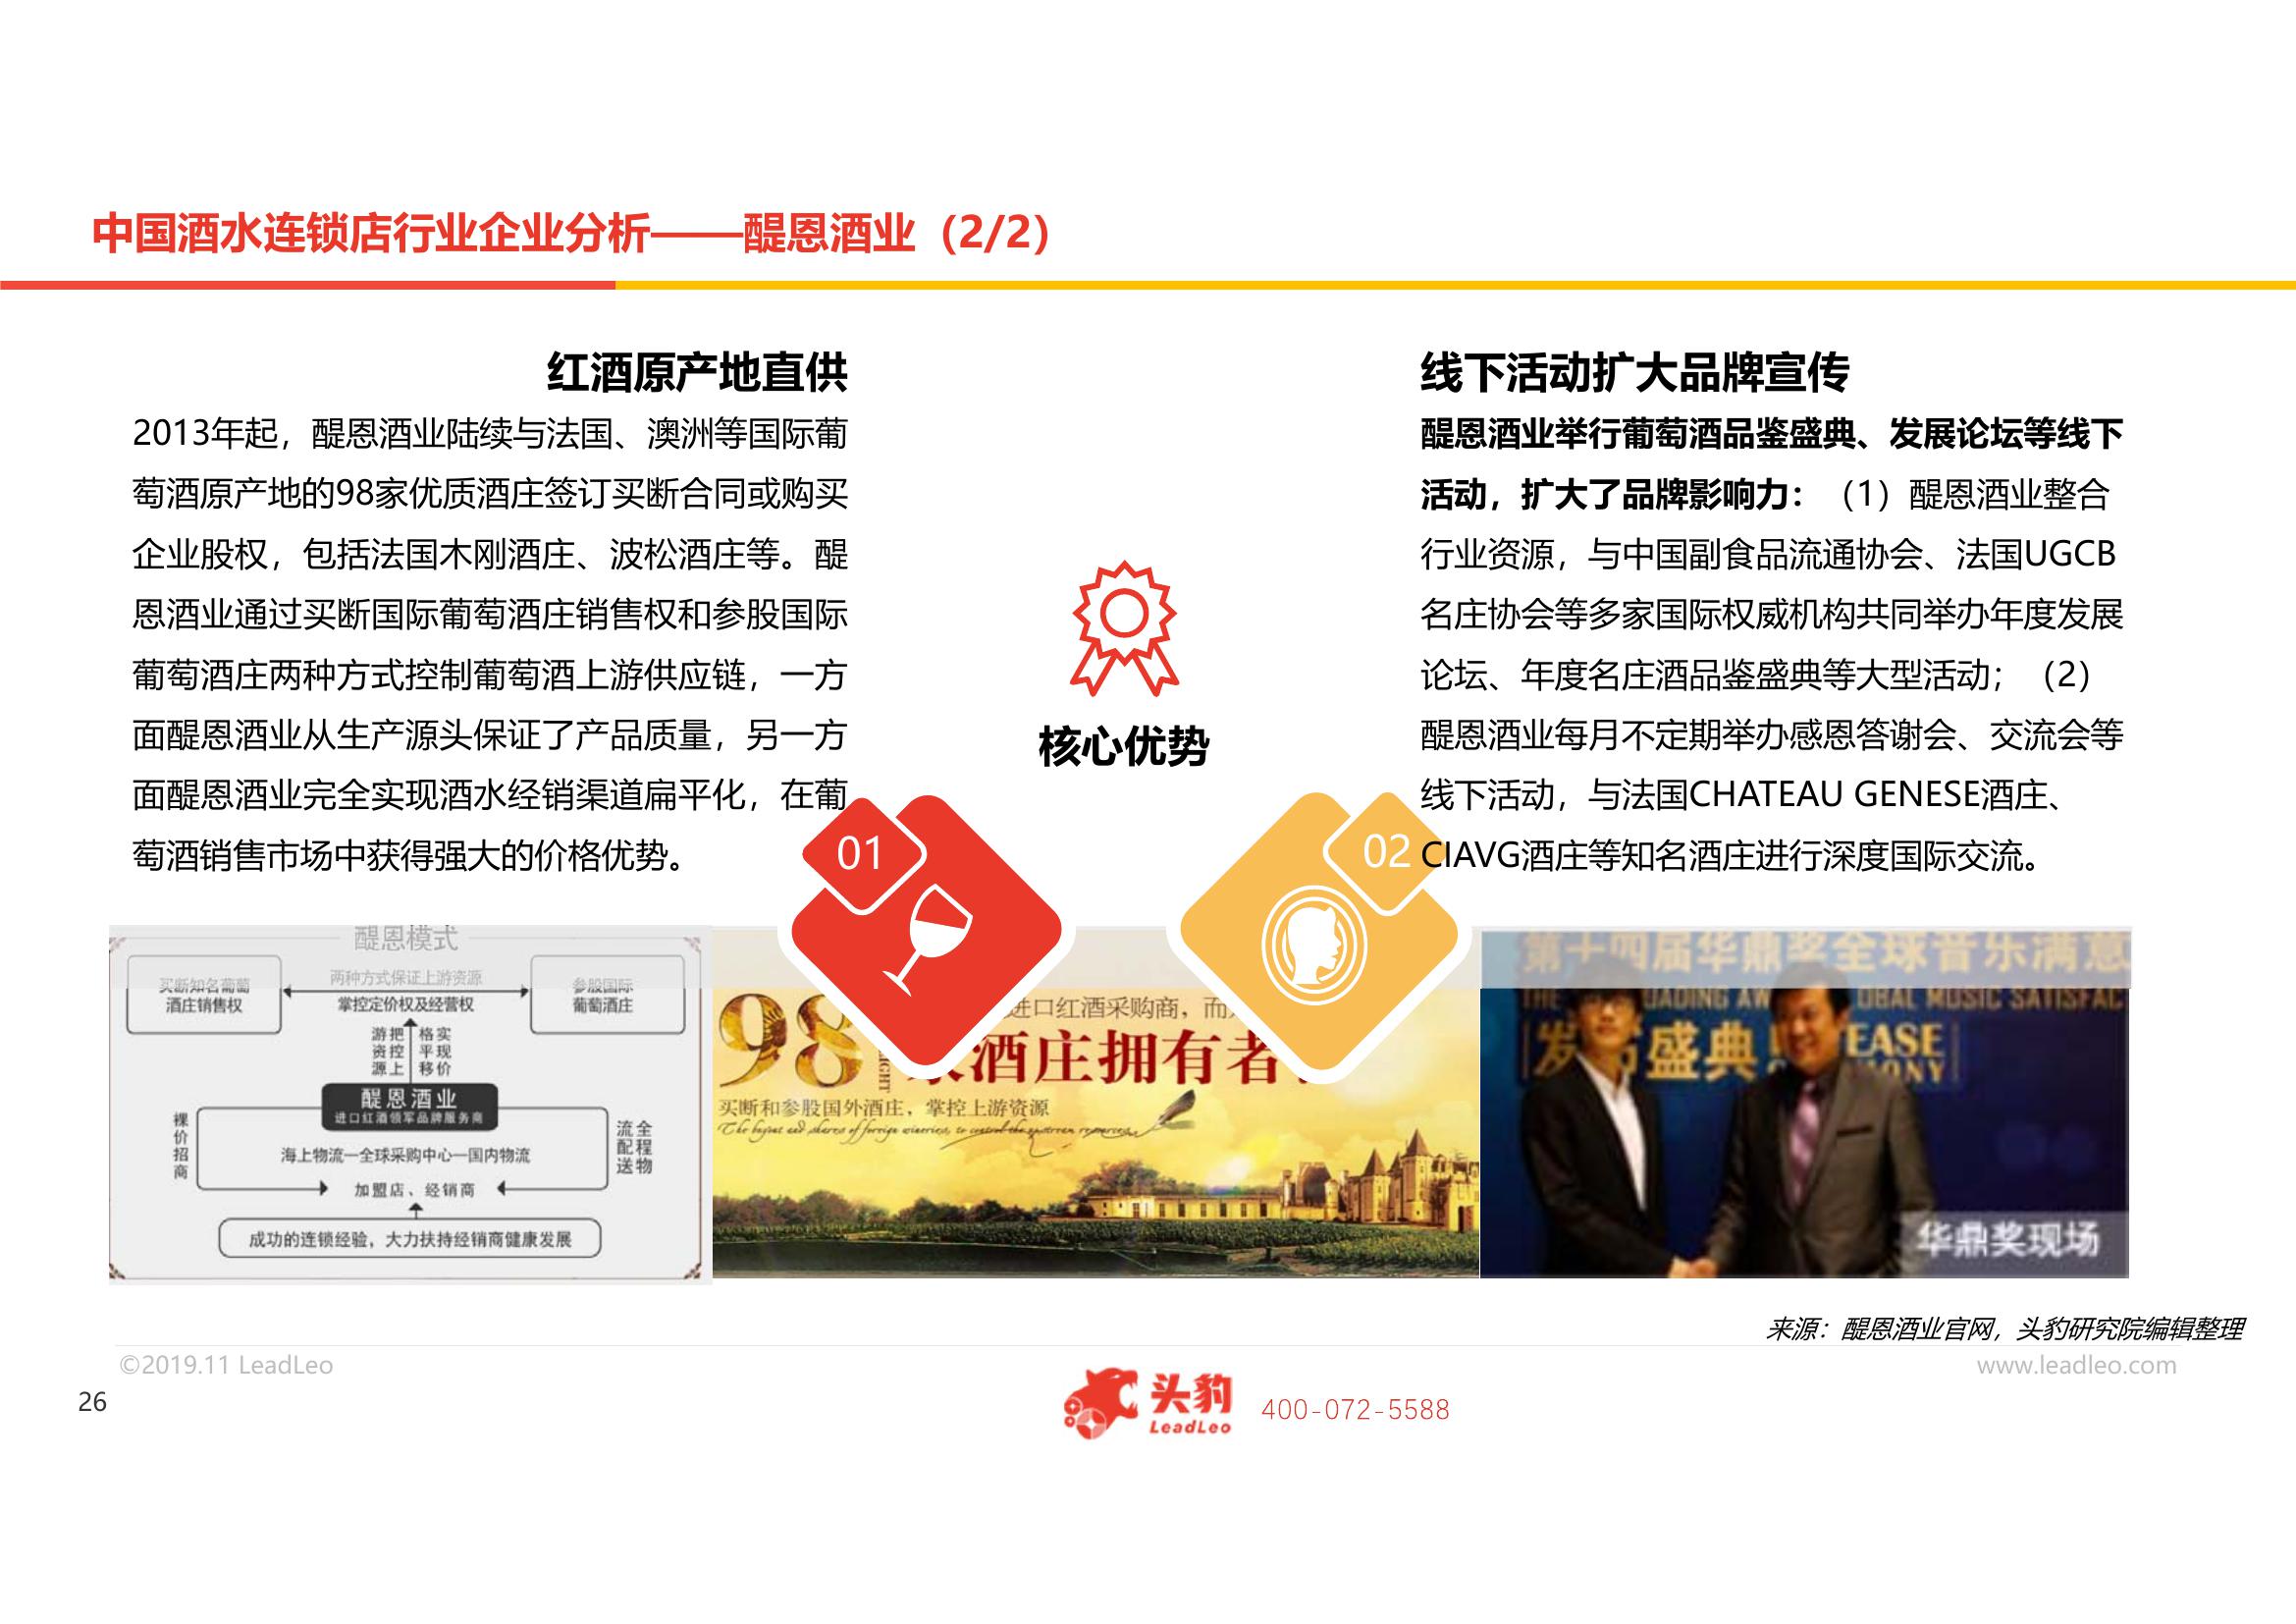 中国酒水连锁店行业企业分析——醍恩酒业（2/2）
红酒原产地直供
2013年起，醍恩酒业陆续与法国、澳洲等国际葡
萄酒原产地的98家优质酒庄签订买断合同或购买
企业股权，包括法国木刚酒庄、波松酒庄等。醍
恩酒业通过买断国际葡萄酒庄销售权和参股国际
葡萄酒庄两种方式控制葡萄酒上游供应链，一方
面醍恩酒业从生产源头保证了产品质量，另一方
面醍恩酒业完全实现酒水经销渠道扁平化，在葡
萄酒销售市场中获得强大的价格优势。
核心优势
01
02
线下活动扩大品牌宣传
醍恩酒业举行葡萄酒品鉴盛典、发展论坛等线下
活动，扩大了品牌影响力：（1）醍恩酒业整合
行业资源，与中国副食品流通协会、法国UGCB
名庄协会等多家国际权威机构共同举办年度发展
论坛、年度名庄酒品鉴盛典等大型活动；（2）
醍恩酒业每月不定期举办感恩答谢会、交流会等
线下活动，与法国CHATEAU GENESE酒庄、
CIAVG酒庄等知名酒庄进行深度国际交流。
醍恩模式
买断知名葡萄
酒庄销售权
两种方式保证上游资源
掌控定价权及经营权
参股国际
葡萄酒庄
游把 格实
资控 平现
源上 移价
醍恩酒业
进口红酒领军品牌服务商
裸价招商
海上物流—全球采购中心—国内物流
流全
配程
送物
加盟店、经销商
成功的连锁经验，大力扶持经销商健康发展
98
进口红酒采购商，而
酒庄拥有者
买断和参股国外酒庄，掌控上游资源
The buyout and shares of foreign wineries, to control the upstream resources
第十四届华鼎奖全球音乐满意
THE OBAL MUSIC SATISFAC
盛典 EASE
华鼎奖现场
来源：醍恩酒业官网，头豹研究院编辑整理
©2019.11 LeadLeo
www.leadleo.com
26
头豹
LeadLeo
400-072-5588